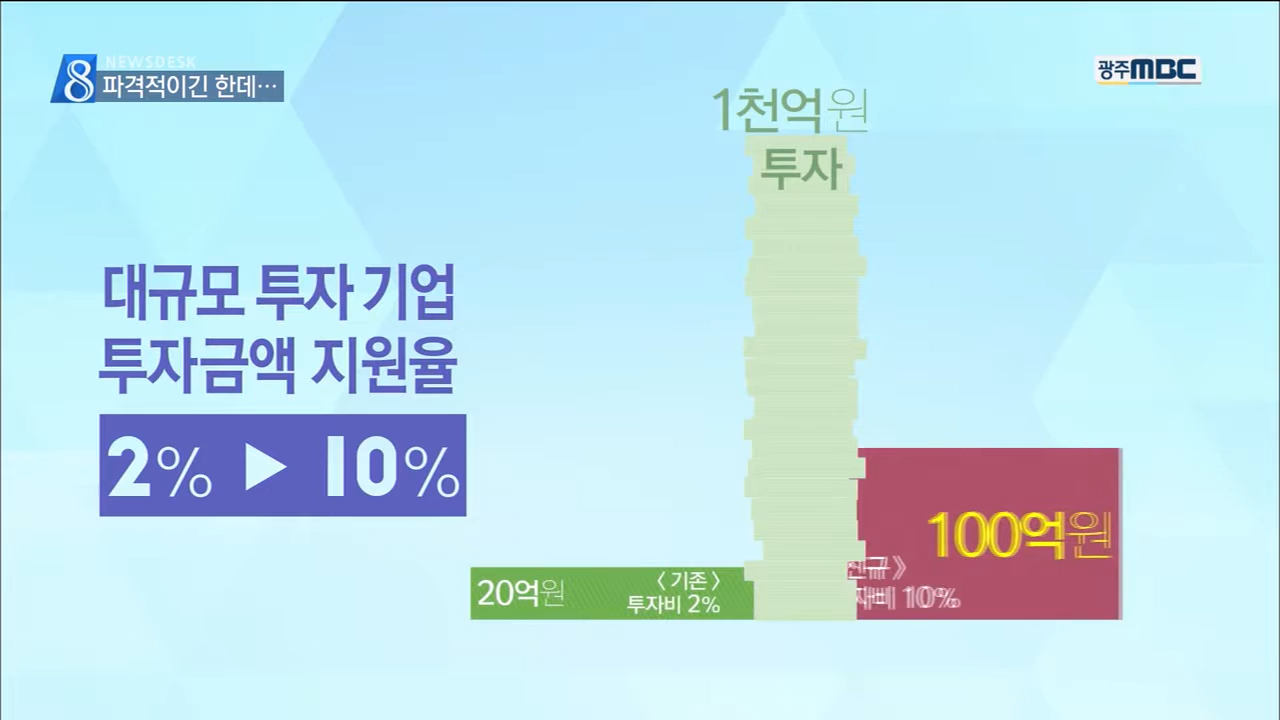 NEWSDESK
8 파격적이긴 한데…
광주MBC
1천억원
투자
대규모 투자 기업
투자금액 지원율
2% ▶ 10%
100억원
20억원
〈기존〉
투자비 2%
10%